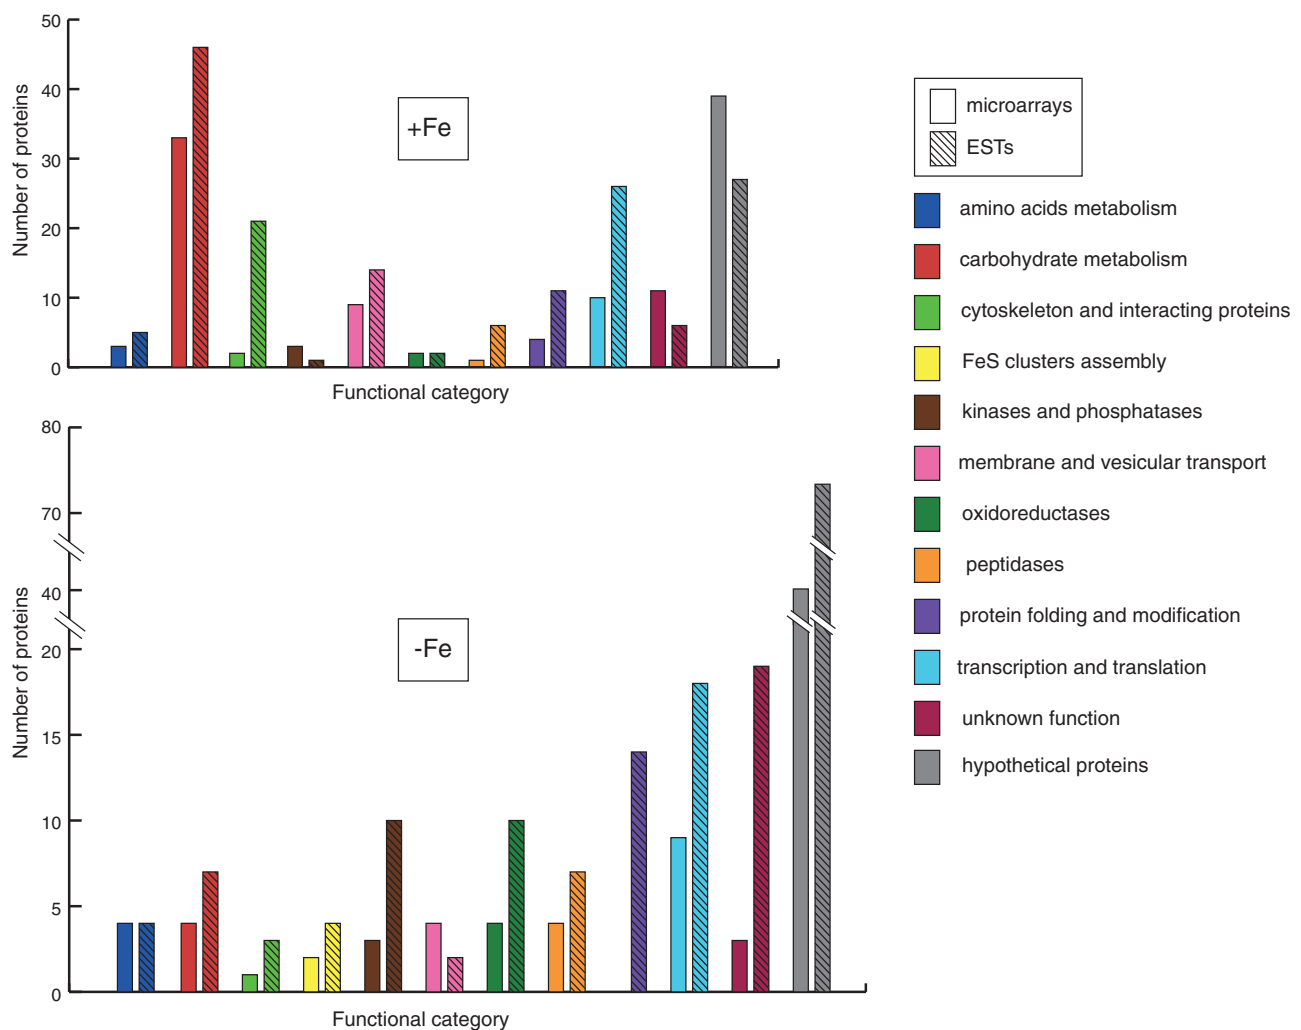 50
40
30
20
10
0
Number of proteins
+Fe
Functional category
microarrays
ESTs
amino acids metabolism
carbohydrate metabolism
cytoskeleton and interacting proteins
FeS clusters assembly
kinases and phosphatases
membrane and vesicular transport
oxidoreductases
peptidases
protein folding and modification
transcription and translation
unknown function
hypothetical proteins
80
70
40
20
15
10
5
0
Number of proteins
-Fe
Functional category